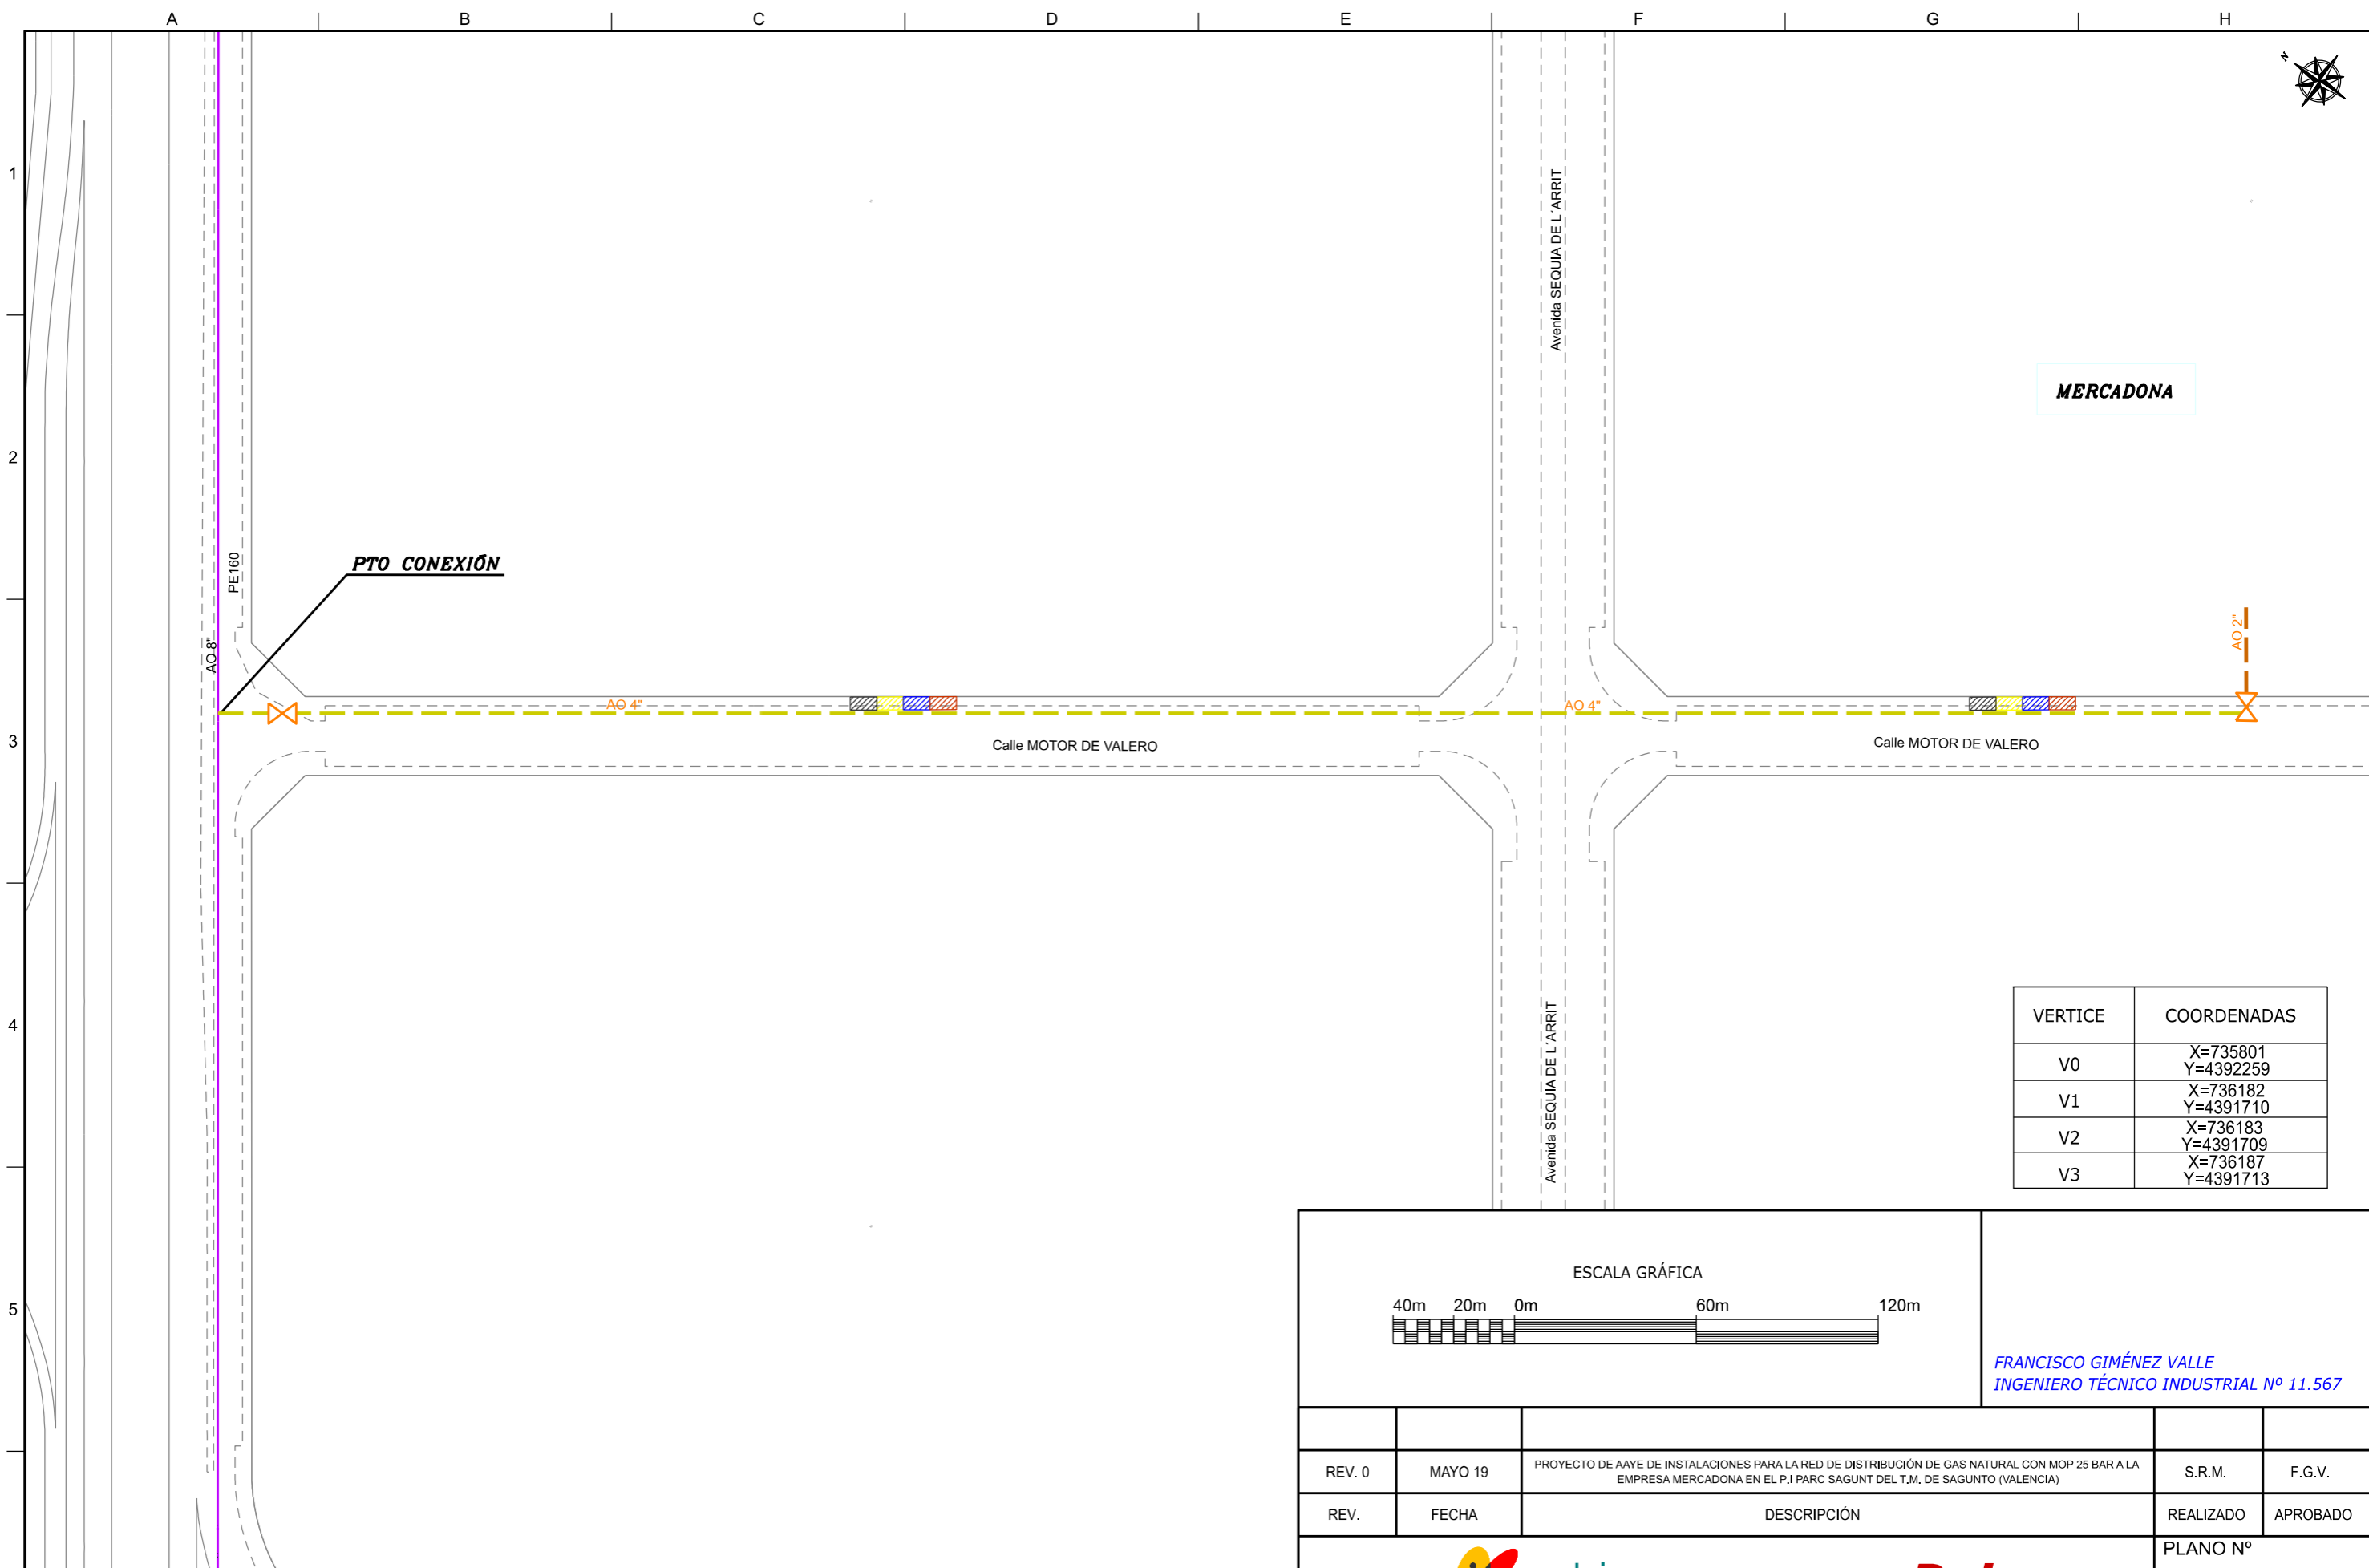 A B C D E F G H
N
1
Avenida SEQUIA DE L´ARRIT
MERCADONA
2
PTO CONEXIÓN
PE160
AO 8"
AO 2"
AO 4"
AO 4"
3
Calle MOTOR DE VALERO
Calle MOTOR DE VALERO
4
Avenida SEQUIA DE L´ARRIT
VERTICE COORDENADAS
V0 X=735801
Y=4392259
V1 X=736182
Y=4391710
V2 X=736183
Y=4391709
V3 X=736187
Y=4391713
5
ESCALA GRÁFICA
40m 20m 0m 60m 120m
FRANCISCO GIMÉNEZ VALLE
INGENIERO TÉCNICO INDUSTRIAL Nº 11.567
REV. 0 MAYO 19 PROYECTO DE AAYE DE INSTALACIONES PARA LA RED DE DISTRIBUCIÓN DE GAS NATURAL CON MOP 25 BAR A LA
EMPRESA MERCADONA EN EL P.I PARC SAGUNT DEL T.M. DE SAGUNTO (VALENCIA) S.R.M. F.G.V.
REV. FECHA DESCRIPCIÓN REALIZADO APROBADO
PLANO Nº